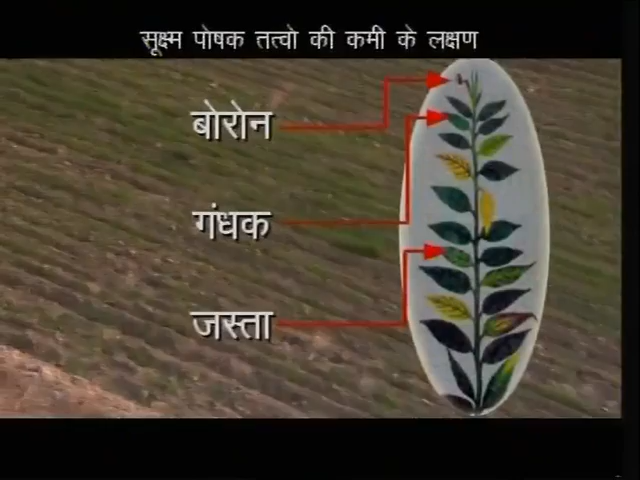 सूक्ष्म पोषक तत्वो की कमी के लक्षण
बोरोन
गंधक
जस्ता